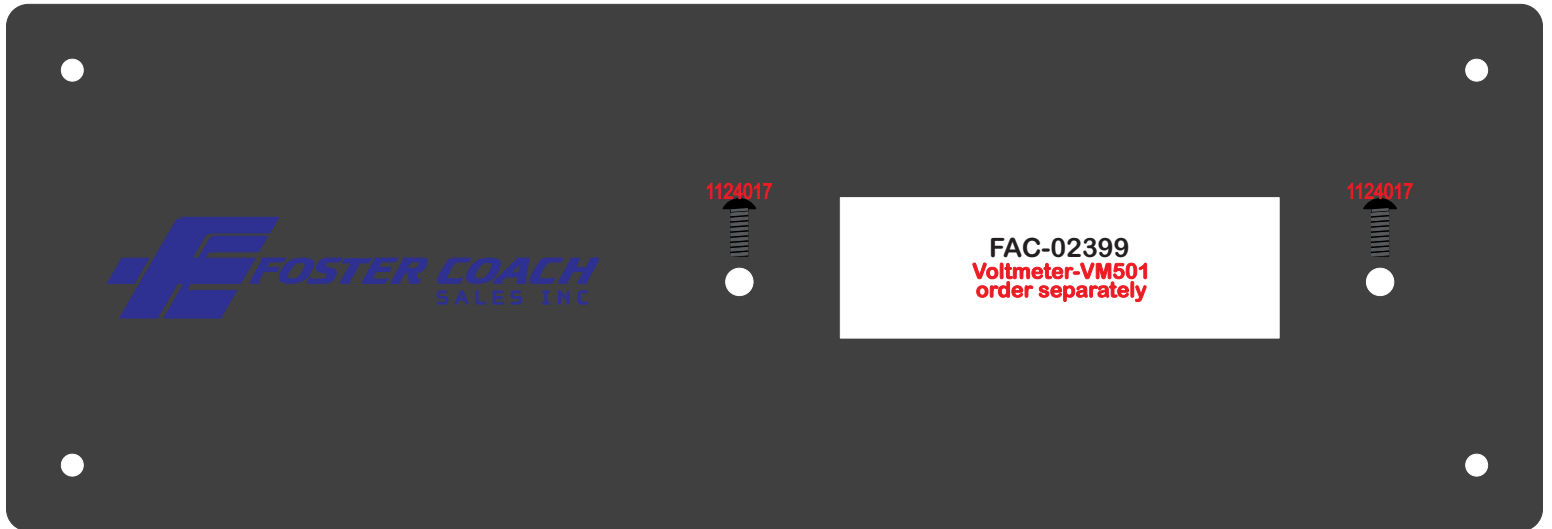 1124017
1124017
FOSTER COACH
SALES INC
FAC-02399
Voltmeter-VM501
order separately